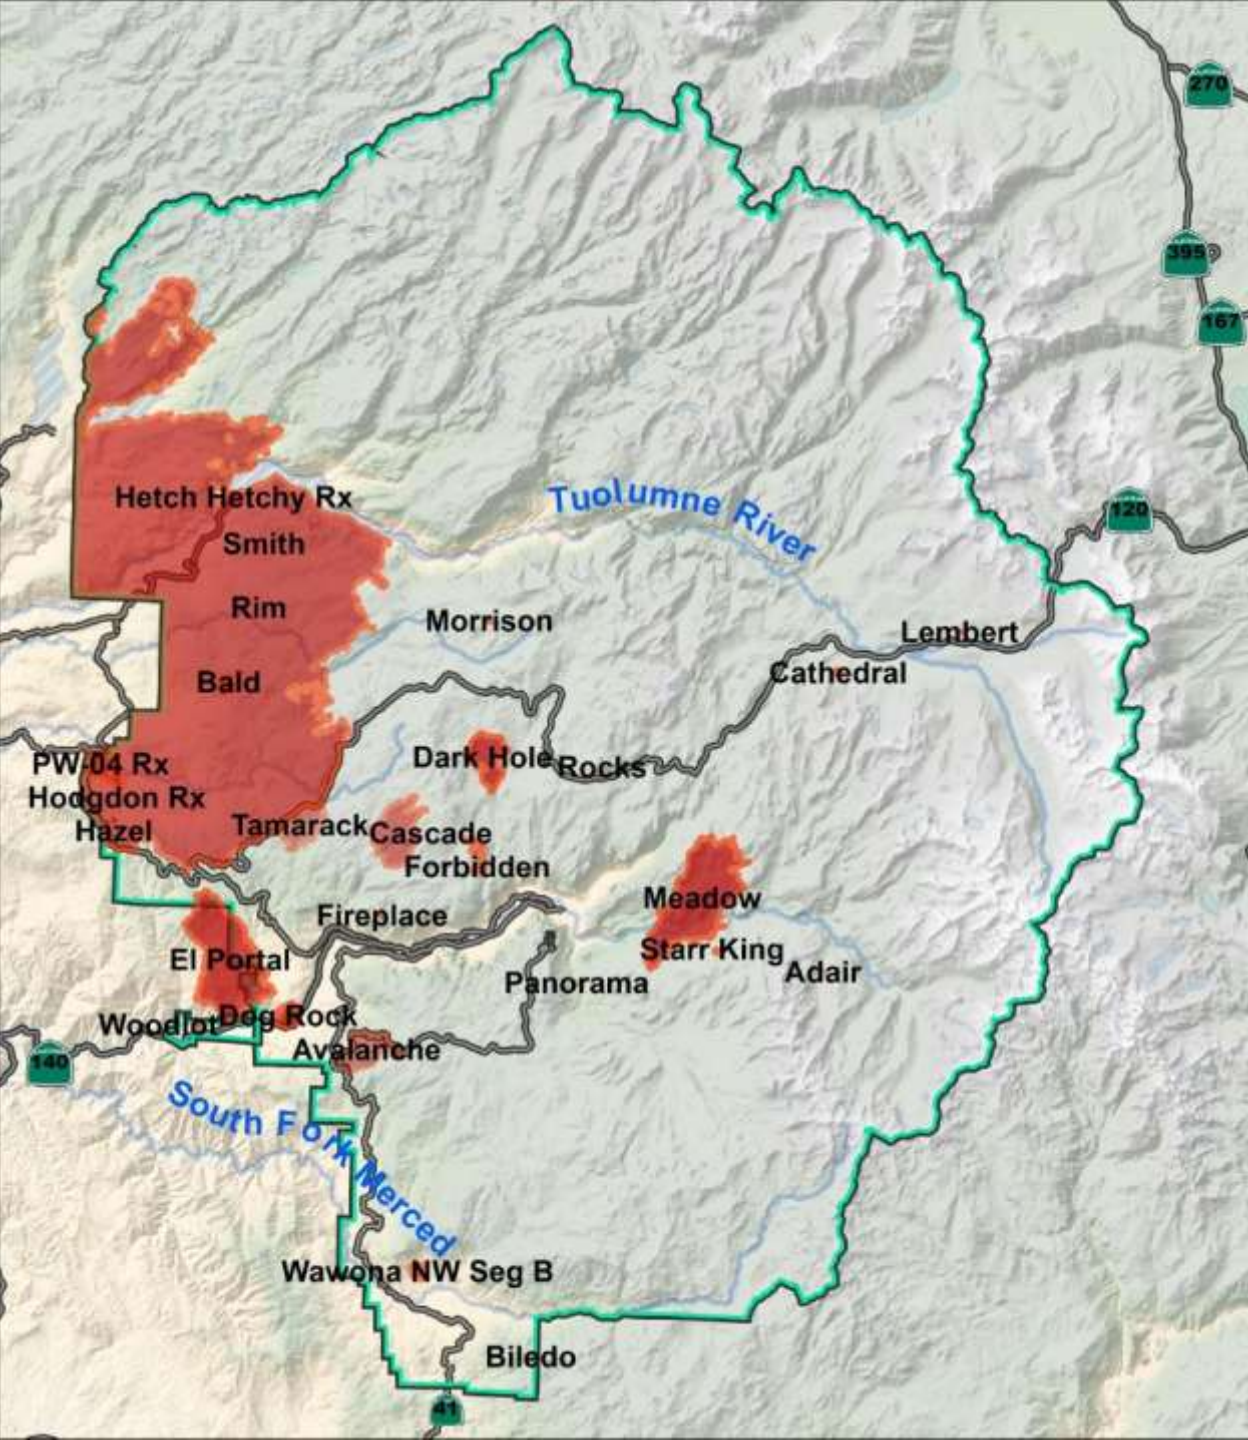 270
395
167
Hetch Hetchy Rx
Tuolumne River
120
Smith
Rim
Morrison
Lembert
Cathedral
Bald
Dark Hole
Rocks
PW-04 Rx
Hodgdon Rx
Hazel
Tamarack
Cascade
Forbidden
Meadow
Fireplace
Starr King
El Portal
Adair
Panorama
Dog Rock
Woodlot
Avalanche
140
South Fork Merced
Wawona NW Seg B
Biledo
41